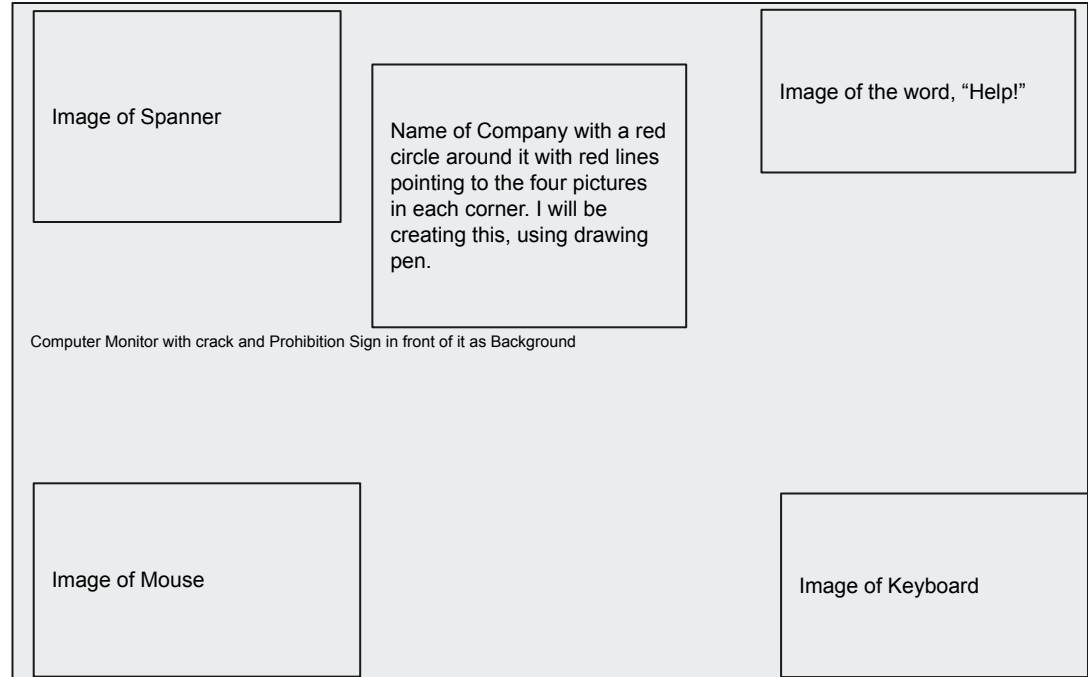 Image of Spanner
Image of the word, “Help!”
Name of Company with a red
circle around it with red lines
pointing to the four pictures
in each corner. I will be
creating this, using drawing
pen.
Computer Monitor with crack and Prohibition Sign in front of it as Background
Image of Mouse
Image of Keyboard